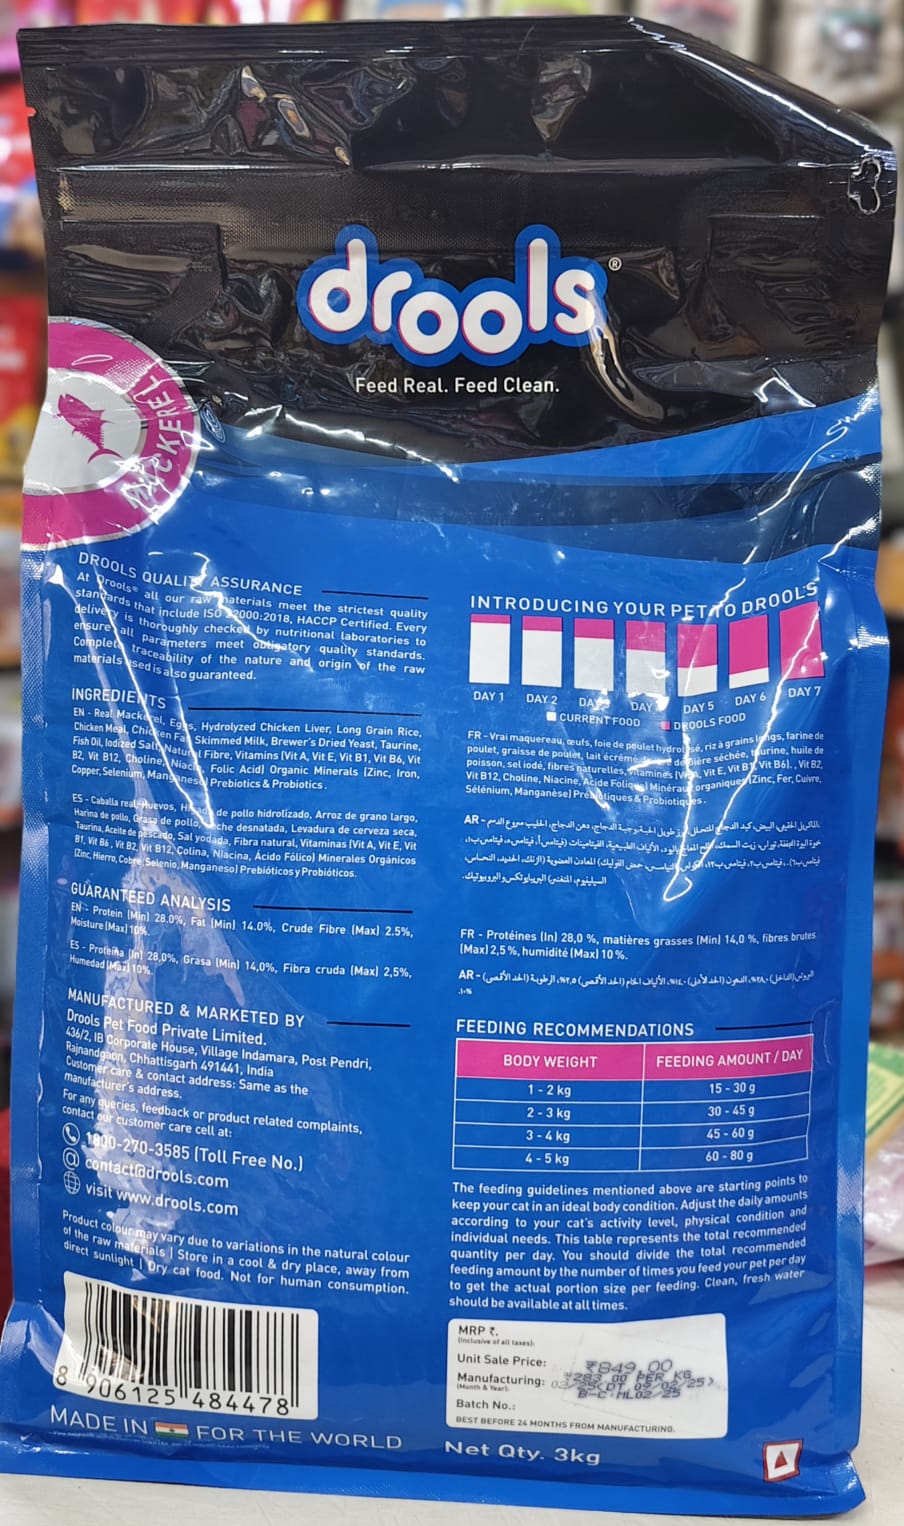 drools®
Feed Real. Feed Clean.
MACKEREL
DROOLS QUALITY ASSURANCE
At Drools® all our raw materials meet the strictest quality
standards that include ISO 22000:2018, HACCP Certified. Every
delivery is thoroughly checked by nutritional laboratories to
ensure all parameters meet obligatory quality standards.
Complete traceability of the nature and origin of the raw
materials used is also guaranteed.
INGREDIENTS
EN - Real Mackerel, Eggs, Hydrolyzed Chicken Liver, Long Grain Rice,
Chicken Meal, Chicken Fat, Skimmed Milk, Brewer's Dried Yeast, Taurine,
Fish Oil, Iodized Salt, Natural Fibre, Vitamins (Vit A, Vit E, Vit B1, Vit B6, Vit
B2, Vit B12, Choline, Niacin, Folic Acid) Organic Minerals (Zinc, Iron,
Copper, Selenium, Manganese) Prebiotics & Probiotics.
ES - Caballa real, Huevos, Hígado de pollo hidrolizado, Arroz de grano largo,
Harina de pollo, Grasa de pollo, Leche desnatada, Levadura de cerveza seca,
Taurina, Aceite de pescado, Sal yodada, Fibra natural, Vitaminas (Vit A, Vit E, Vit
B1, Vit B6 , Vit B2, Vit B12, Colina, Niacina, Ácido Fólico) Minerales Orgánicos
(Zinc, Hierro, Cobre, Selenio, Manganeso) Prebióticos y Probióticos.
GUARANTEED ANALYSIS
EN - Protein (Min) 28.0%, Fat (Min) 14.0%, Crude Fibre (Max) 2.5%,
Moisture (Max) 10%.
ES - Proteína (In) 28,0%, Grasa (Min) 14,0%, Fibra cruda (Max) 2,5%,
Humedad (Max) 10%.
MANUFACTURED & MARKETED BY
Drools Pet Food Private Limited.
436/2, IB Corporate House, Village Indamara, Post Pendri,
Rajnandgaon, Chhattisgarh 491441, India
Customer care & contact address: Same as the
manufacturer's address.
For any queries, feedback or product related complaints,
contact our customer care cell at:
1800-270-3585 (Toll Free No.)
contact@drools.com
visit www.drools.com
Product colour may vary due to variations in the natural colour
of the raw materials | Store in a cool & dry place, away from
direct sunlight | Dry cat food. Not for human consumption.
8 906125 484478
MADE IN FOR THE WORLD
INTRODUCING YOUR PET TO DROOLS
DAY 1 DAY 2 DAY 3 DAY 4 DAY 5 DAY 6 DAY 7
CURRENT FOOD DROOLS FOOD
FR - Vrai maquereau, œufs, foie de poulet hydrolysé, riz à grains longs, farine de
poulet, graisse de poulet, lait écrémé, levure de bière séchée, taurine, huile de
poisson, sel iodé, fibres naturelles, vitamines (Vit A, Vit E, Vit B1, Vit B6). , Vit B2,
Vit B12, Choline, Niacine, Acide Folique) Minéraux organiques (Zinc, Fer, Cuivre,
Sélénium, Manganèse) Prébiotiques & Probiotiques.
AR -
FR - Protéines (In) 28,0 %, matières grasses (Min) 14,0 %, fibres brutes
(Max) 2,5 %, humidité (Max) 10 %.
AR -
FEEDING RECOMMENDATIONS
BODY WEIGHT FEEDING AMOUNT / DAY
1 - 2 kg 15 - 30 g
2 - 3 kg 30 - 45 g
3 - 4 kg 45 - 60 g
4 - 5 kg 60 - 80 g
The feeding guidelines mentioned above are starting points to
keep your cat in an ideal body condition. Adjust the daily amounts
according to your cat's activity level, physical condition and
individual needs. This table represents the total recommended
quantity per day. You should divide the total recommended
feeding amount by the number of times you feed your pet per day
to get the actual portion size per feeding. Clean, fresh water
should be available at all times.
MRP ₹.
(Inclusive of all taxes):
Unit Sale Price: ₹849.00
Manufacturing: ₹283.00 PER KG
(Month & Year): 02/25(DT 09/02/25)
Batch No.: B-C-ML02/25
BEST BEFORE 24 MONTHS FROM MANUFACTURING.
Net Qty. 3kg